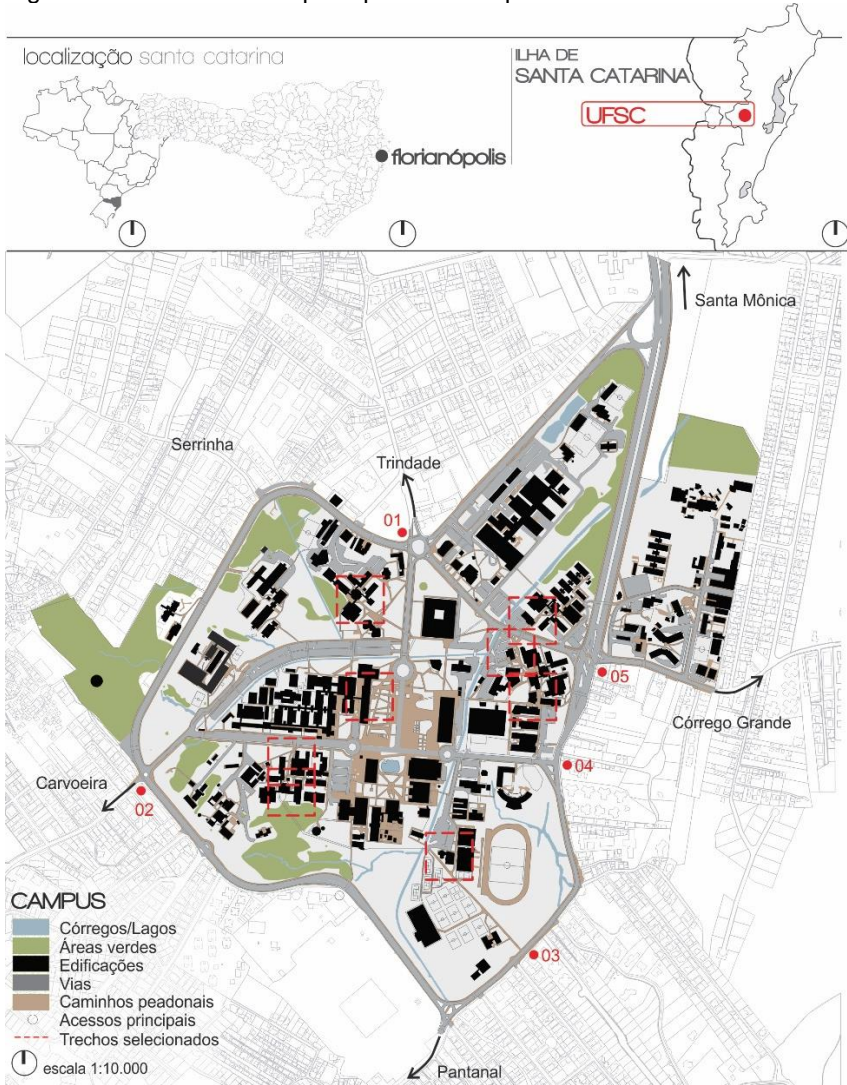 localização santa catarina
florianópolis
ILHA DE
SANTA CATARINA
UFSC
Santa Mônica
Serrinha
Trindade
01
05
Córrego Grande
04
Carvoeira
02
03
CAMPUS
Córregos/Lagos
Áreas verdes
Edificações
Vias
Caminhos peadonais
Acessos principais
Trechos selecionados
escala 1:10.000
Pantanal